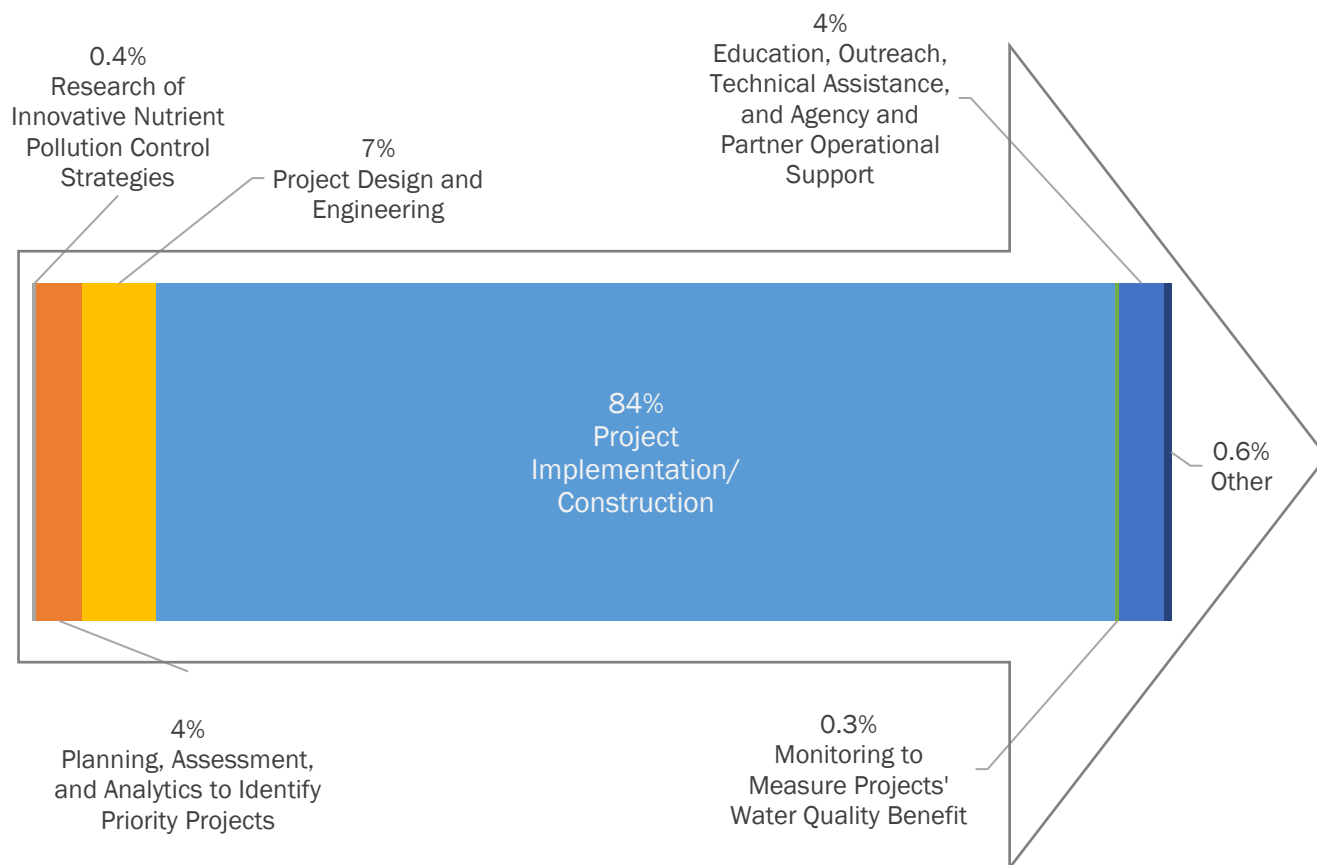 0.4%
Research of
Innovative Nutrient
Pollution Control
Strategies
7%
Project Design and
Engineering
4%
Education, Outreach,
Technical Assistance,
and Agency and
Partner Operational
Support
84%
Project
Implementation/
Construction
0.6%
Other
4%
Planning, Assessment,
and Analytics to Identify
Priority Projects
0.3%
Monitoring to
Measure Projects'
Water Quality Benefit